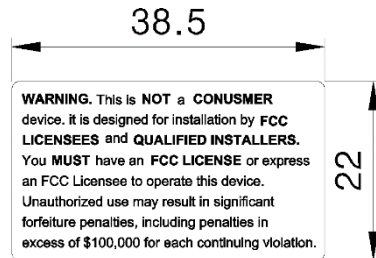 38.5
WARNING. This is NOT a CONUSMER
device. it is designed for installation by FCC
LICENSEES and QUALIFIED INSTALLERS.
You MUST have an FCC LICENSE or express
an FCC Licensee to operate this device.
Unauthorized use may result in significant
forfeiture penalties, including penalties in
excess of $100,000 for each continuing violation.
22